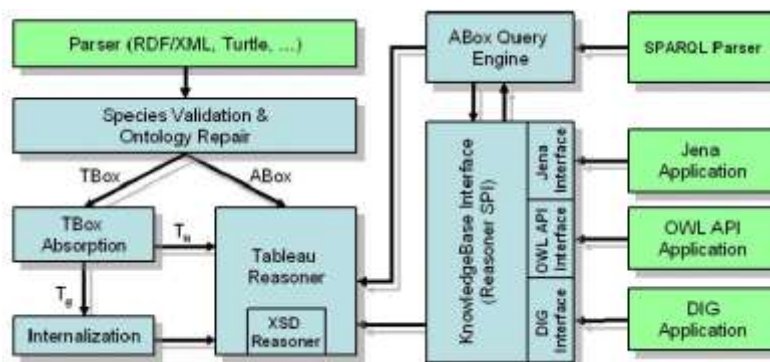 Parser (RDF/XML, Turtle, ...)
Species Validation &
Ontology Repair
TBox
ABox
TBox
Absorption
Tu
Tg
Internalization
Tableau
Reasoner
XSD
Reasoner
ABox Query
Engine
KnowledgeBase Interface
(Reasoner SPI)
Jena
Interface
OWL API
Interface
DIG
Interface
SPARQL Parser
Jena
Application
OWL API
Application
DIG
Application